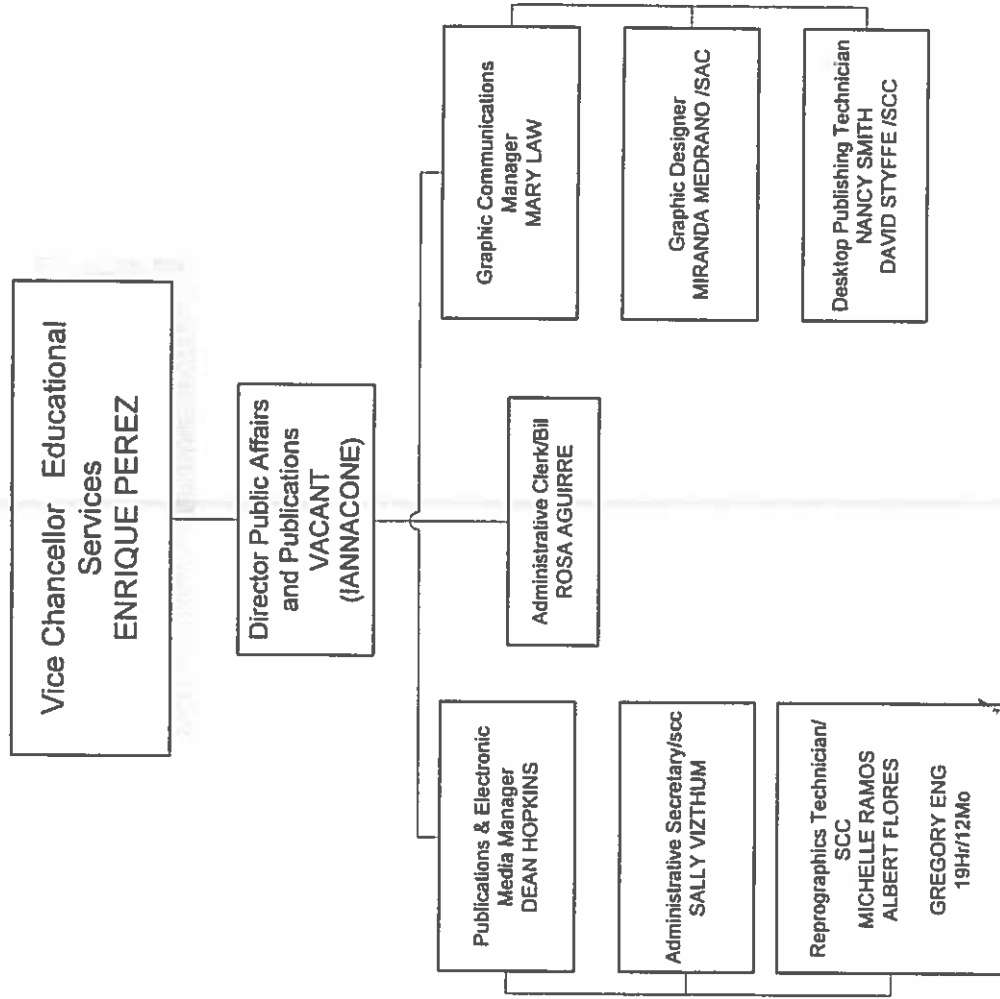 Vice Chancellor Educational
Services
ENRIQUE PEREZ
Director Public Affairs
and Publications
VACANT
(IANNACONE)
Publications & Electronic
Media Manager
DEAN HOPKINS
Administrative Secretary/scc
SALLY VIZTHUM
Reprographics Technician/
SCC
MICHELLE RAMOS
ALBERT FLORES
GREGORY ENG
19Hr/12Mo
Administrative Clerk/Bil
ROSA AGUIRRE
Graphic Communications
Manager
MARY LAW
Graphic Designer
MIRANDA MEDRANO /SAC
Desktop Publishing Technician
NANCY SMITH
DAVID STYFFE /SCC